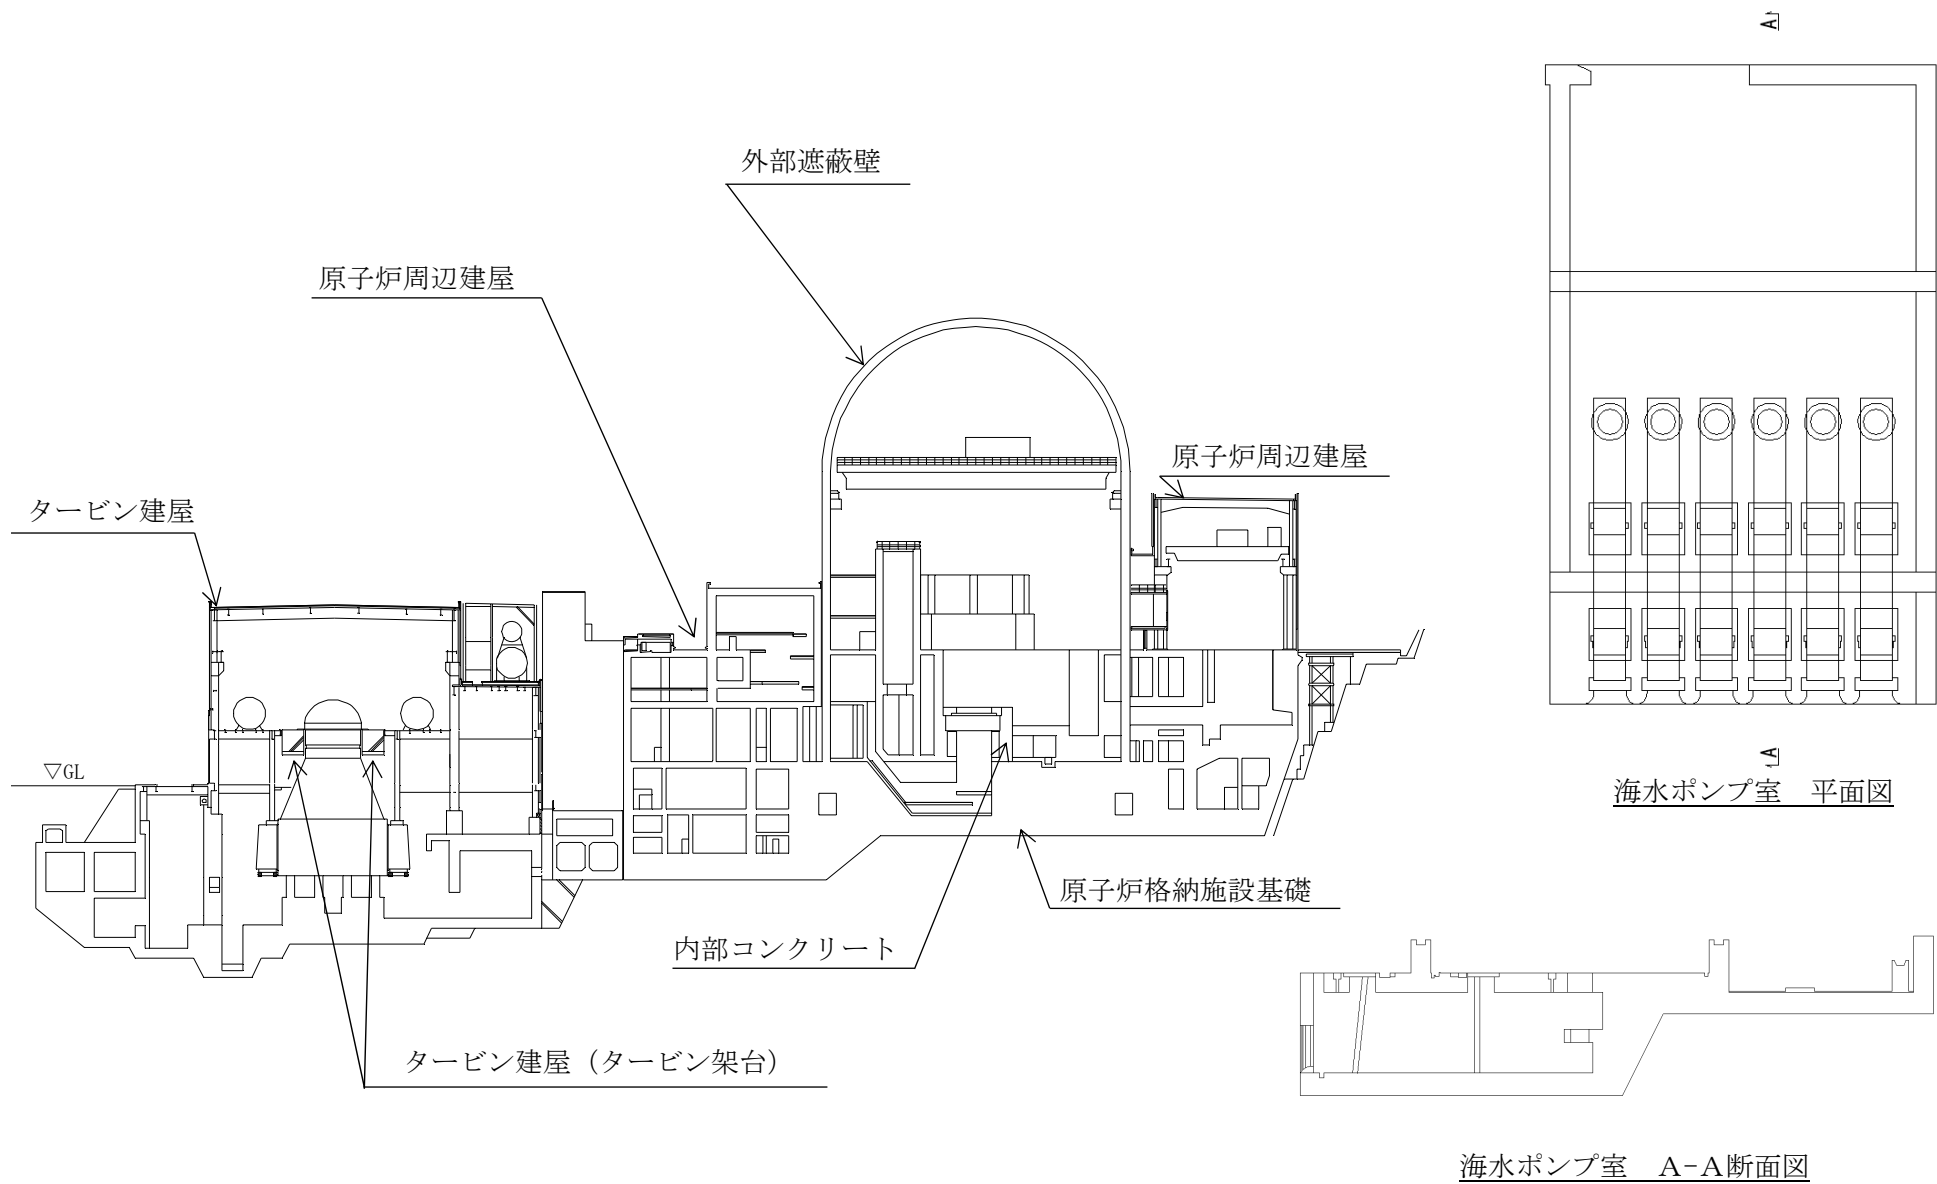 A
外部遮蔽壁
原子炉周辺建屋
原子炉周辺建屋
タービン建屋
▽GL
A
海水ポンプ室　平面図
原子炉格納施設基礎
内部コンクリート
タービン建屋（タービン架台）
海水ポンプ室　A-A断面図